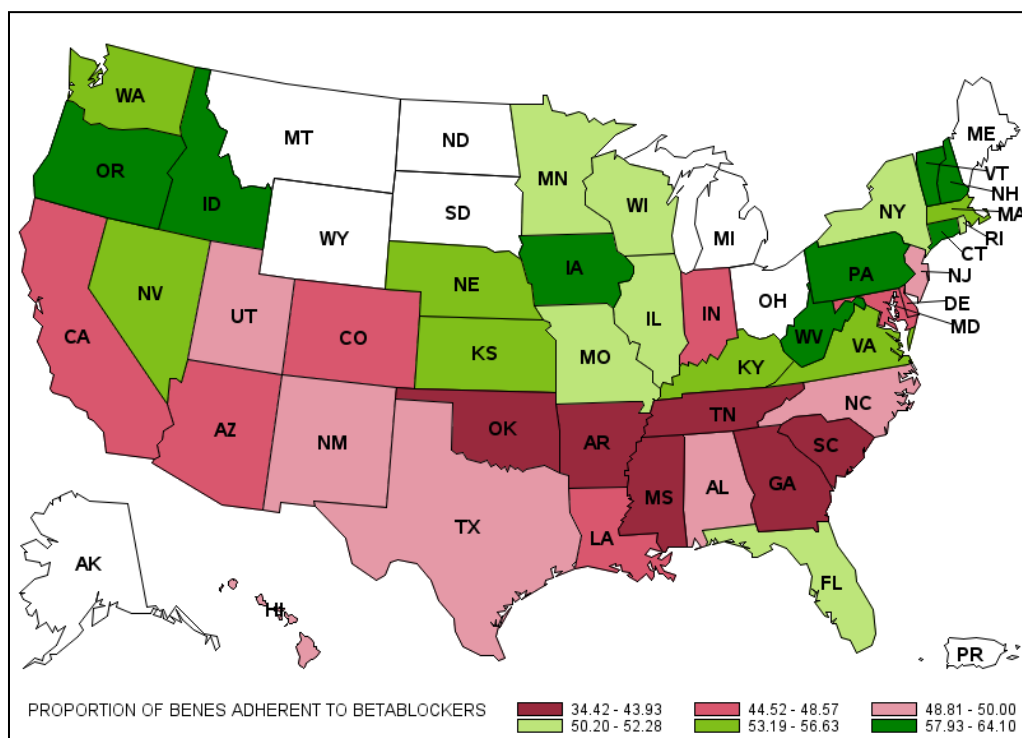 WA
MT
ND
ME
OR
MN
VT
ID
NH
WI
MA
SD
NY
RI
WY
MI
CT
IA
PA
NJ
NE
NV
OH
DE
UT
IL
IN
MD
CA
CO
WV
KS
MO
VA
KY
NC
AZ
TN
OK
NM
AR
SC
AL
GA
MS
TX
LA
AK
FL
HI
PR
PROPORTION OF BENES ADHERENT TO BETABLOCKERS
34.42 - 43.93 44.52 - 48.57 48.81 - 50.00
50.20 - 52.28 53.19 - 56.63 57.93 - 64.10